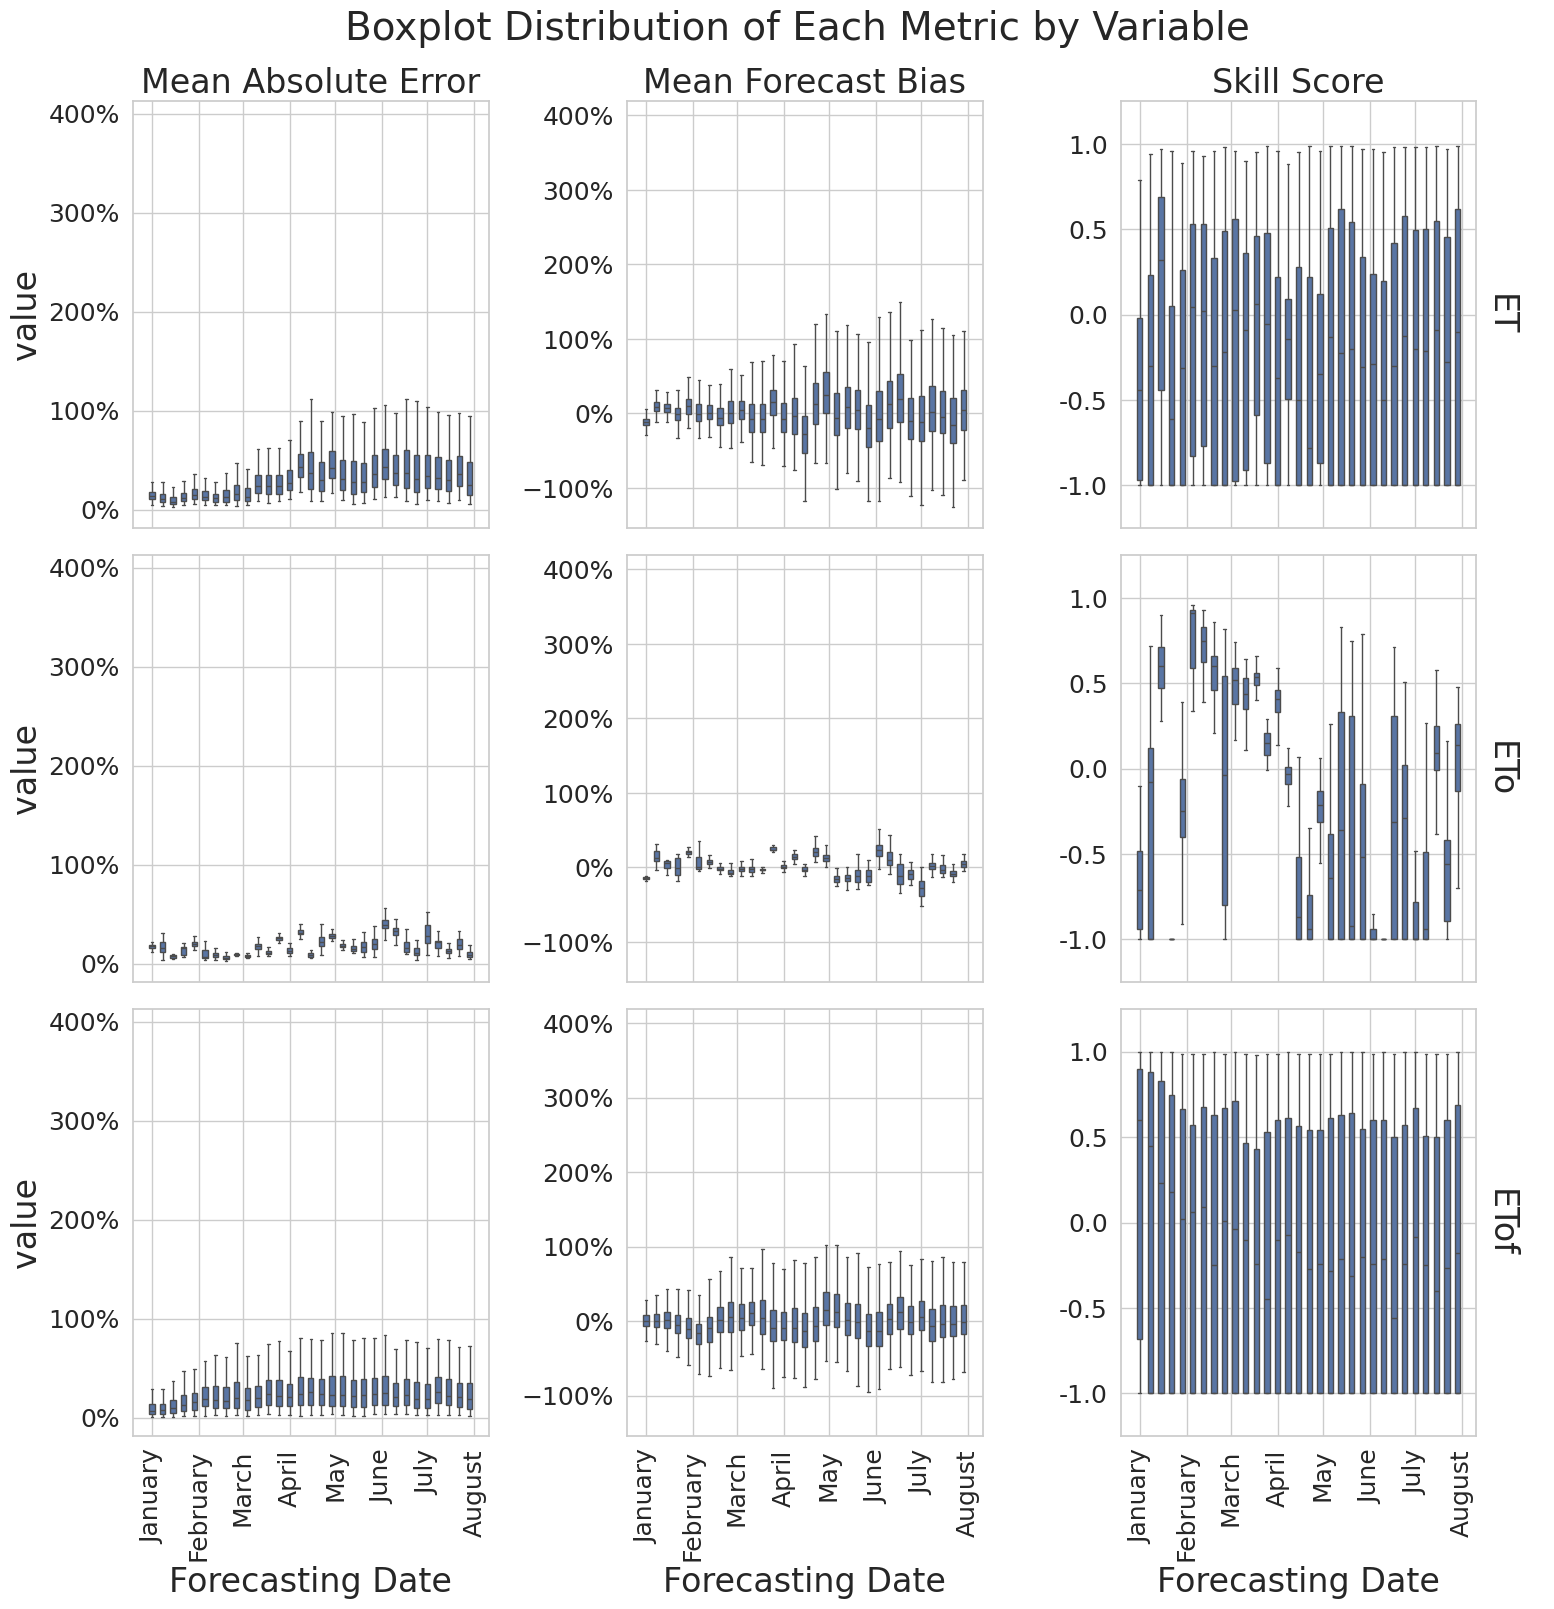 Boxplot Distribution of Each Metric by Variable
Mean Absolute Error
Mean Forecast Bias
Skill Score
400%
300%
200%
100%
0%
value
400%
300%
200%
100%
0%
−100%
1.0
0.5
0.0
-0.5
-1.0
ET
400%
300%
200%
100%
0%
value
400%
300%
200%
100%
0%
−100%
1.0
0.5
0.0
-0.5
-1.0
ETo
400%
300%
200%
100%
0%
value
400%
300%
200%
100%
0%
−100%
1.0
0.5
0.0
-0.5
-1.0
ETof
January
February
March
April
May
June
July
August
January
February
March
April
May
June
July
August
January
February
March
April
May
June
July
August
Forecasting Date
Forecasting Date
Forecasting Date